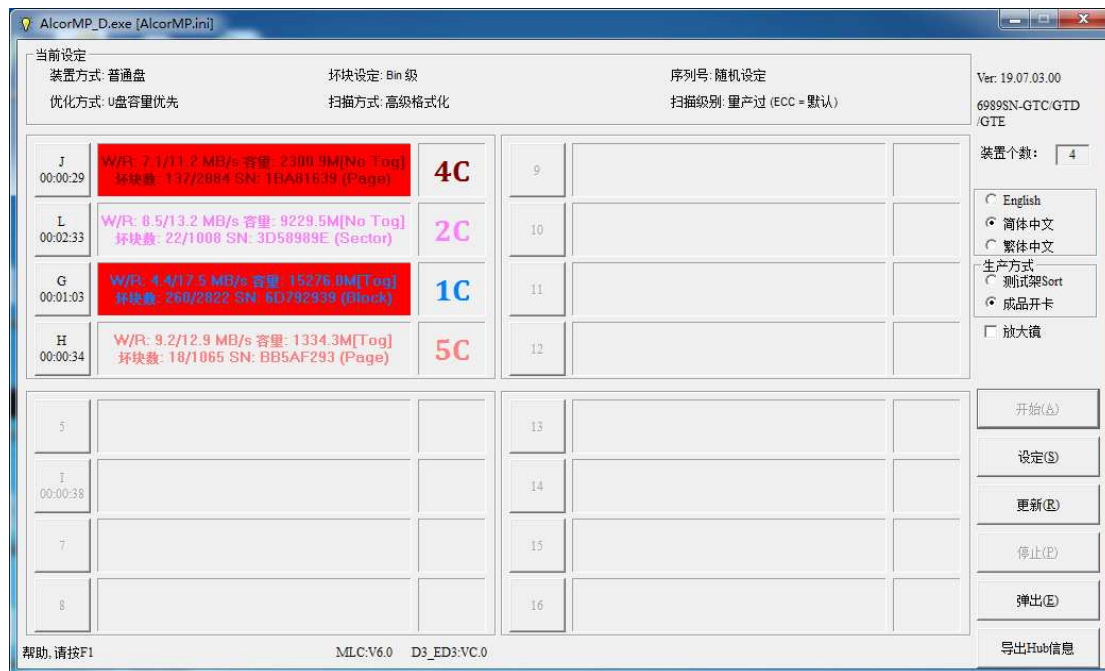 AlcorMP_D.exe [AlcorMP.ini]
当前设定
装置方式: 普通盘
坏块设定: Bin 级
序列号: 随机设定
优化方式: U盘容量优先
扫描方式: 高级格式化
扫描级别: 量产过 (ECC = 默认)
Ver: 19.07.03.00
6989SN-GTC/GTD
/GTE
装置个数: 4
English
简体中文
繁体中文
生产方式
测试架Sort
成品开卡
放大镜
J
00:00:29
W/R: 7.1/11.2 MB/s 容量: 2300.9M[No Tog]
坏块数: 137/2084 SN: 1BA81639 (Page)
4C
L
00:02:33
W/R: 8.5/13.2 MB/s 容量: 9229.5M[No Tog]
坏块数: 22/1008 SN: 3D58989E (Sector)
2C
G
00:01:03
W/R: 4.4/17.5 MB/s 容量: 15276.0M[Tog]
坏块数: 260/2822 SN: 6D792939 (Block)
1C
H
00:00:34
W/R: 9.2/12.9 MB/s 容量: 1334.3M[Tog]
坏块数: 18/1065 SN: BB5AF293 (Page)
5C
9
10
11
12
5
I
00:00:38
7
8
13
14
15
16
开始(A)
设定(S)
更新(R)
停止(P)
弹出(E)
导出Hub信息
帮助, 请按F1
MLC:V6.0
D3_ED3:VC.0